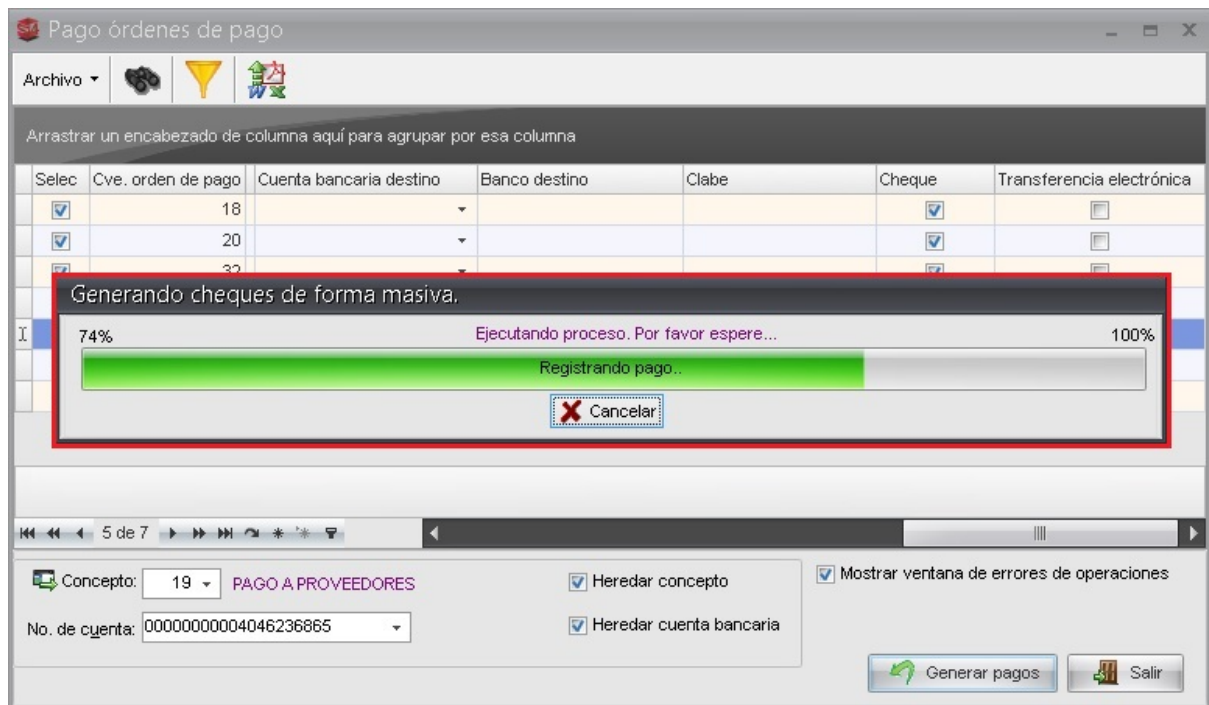 Pago órdenes de pago
Archivo
Arrastrar un encabezado de columna aquí para agrupar por esa columna
Selec Cve. orden de pago Cuenta bancaria destino Banco destino Clabe Cheque Transferencia electrónica
18
20
32
Generando cheques de forma masiva.
74% Ejecutando proceso. Por favor espere... 100%
Registrando pago..
Cancelar
5 de 7
Concepto: 19 PAGO A PROVEEDORES Heredar concepto Mostrar ventana de errores de operaciones
No. de cuenta: 00000000004046236865 Heredar cuenta bancaria
Generar pagos Salir